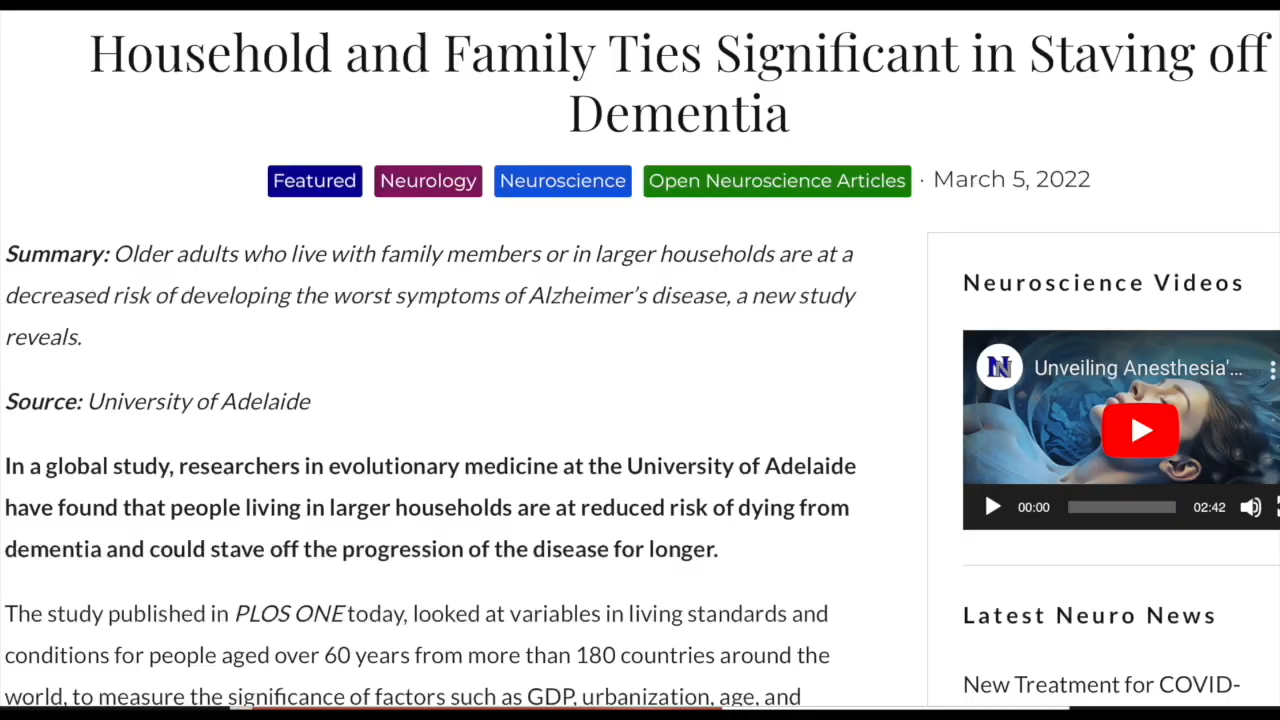 Household and Family Ties Significant in Staving off
Dementia
Featured Neurology Neuroscience Open Neuroscience Articles · March 5, 2022
Summary: Older adults who live with family members or in larger households are at a
decreased risk of developing the worst symptoms of Alzheimer’s disease, a new study
reveals.
Source: University of Adelaide
In a global study, researchers in evolutionary medicine at the University of Adelaide
have found that people living in larger households are at reduced risk of dying from
dementia and could stave off the progression of the disease for longer.
The study published in PLOS ONE today, looked at variables in living standards and
conditions for people aged over 60 years from more than 180 countries around the
world, to measure the significance of factors such as GDP, urbanization, age, and
Neuroscience Videos
N Unveiling Anesthesia'...
00:00 02:42
Latest Neuro News
New Treatment for COVID-